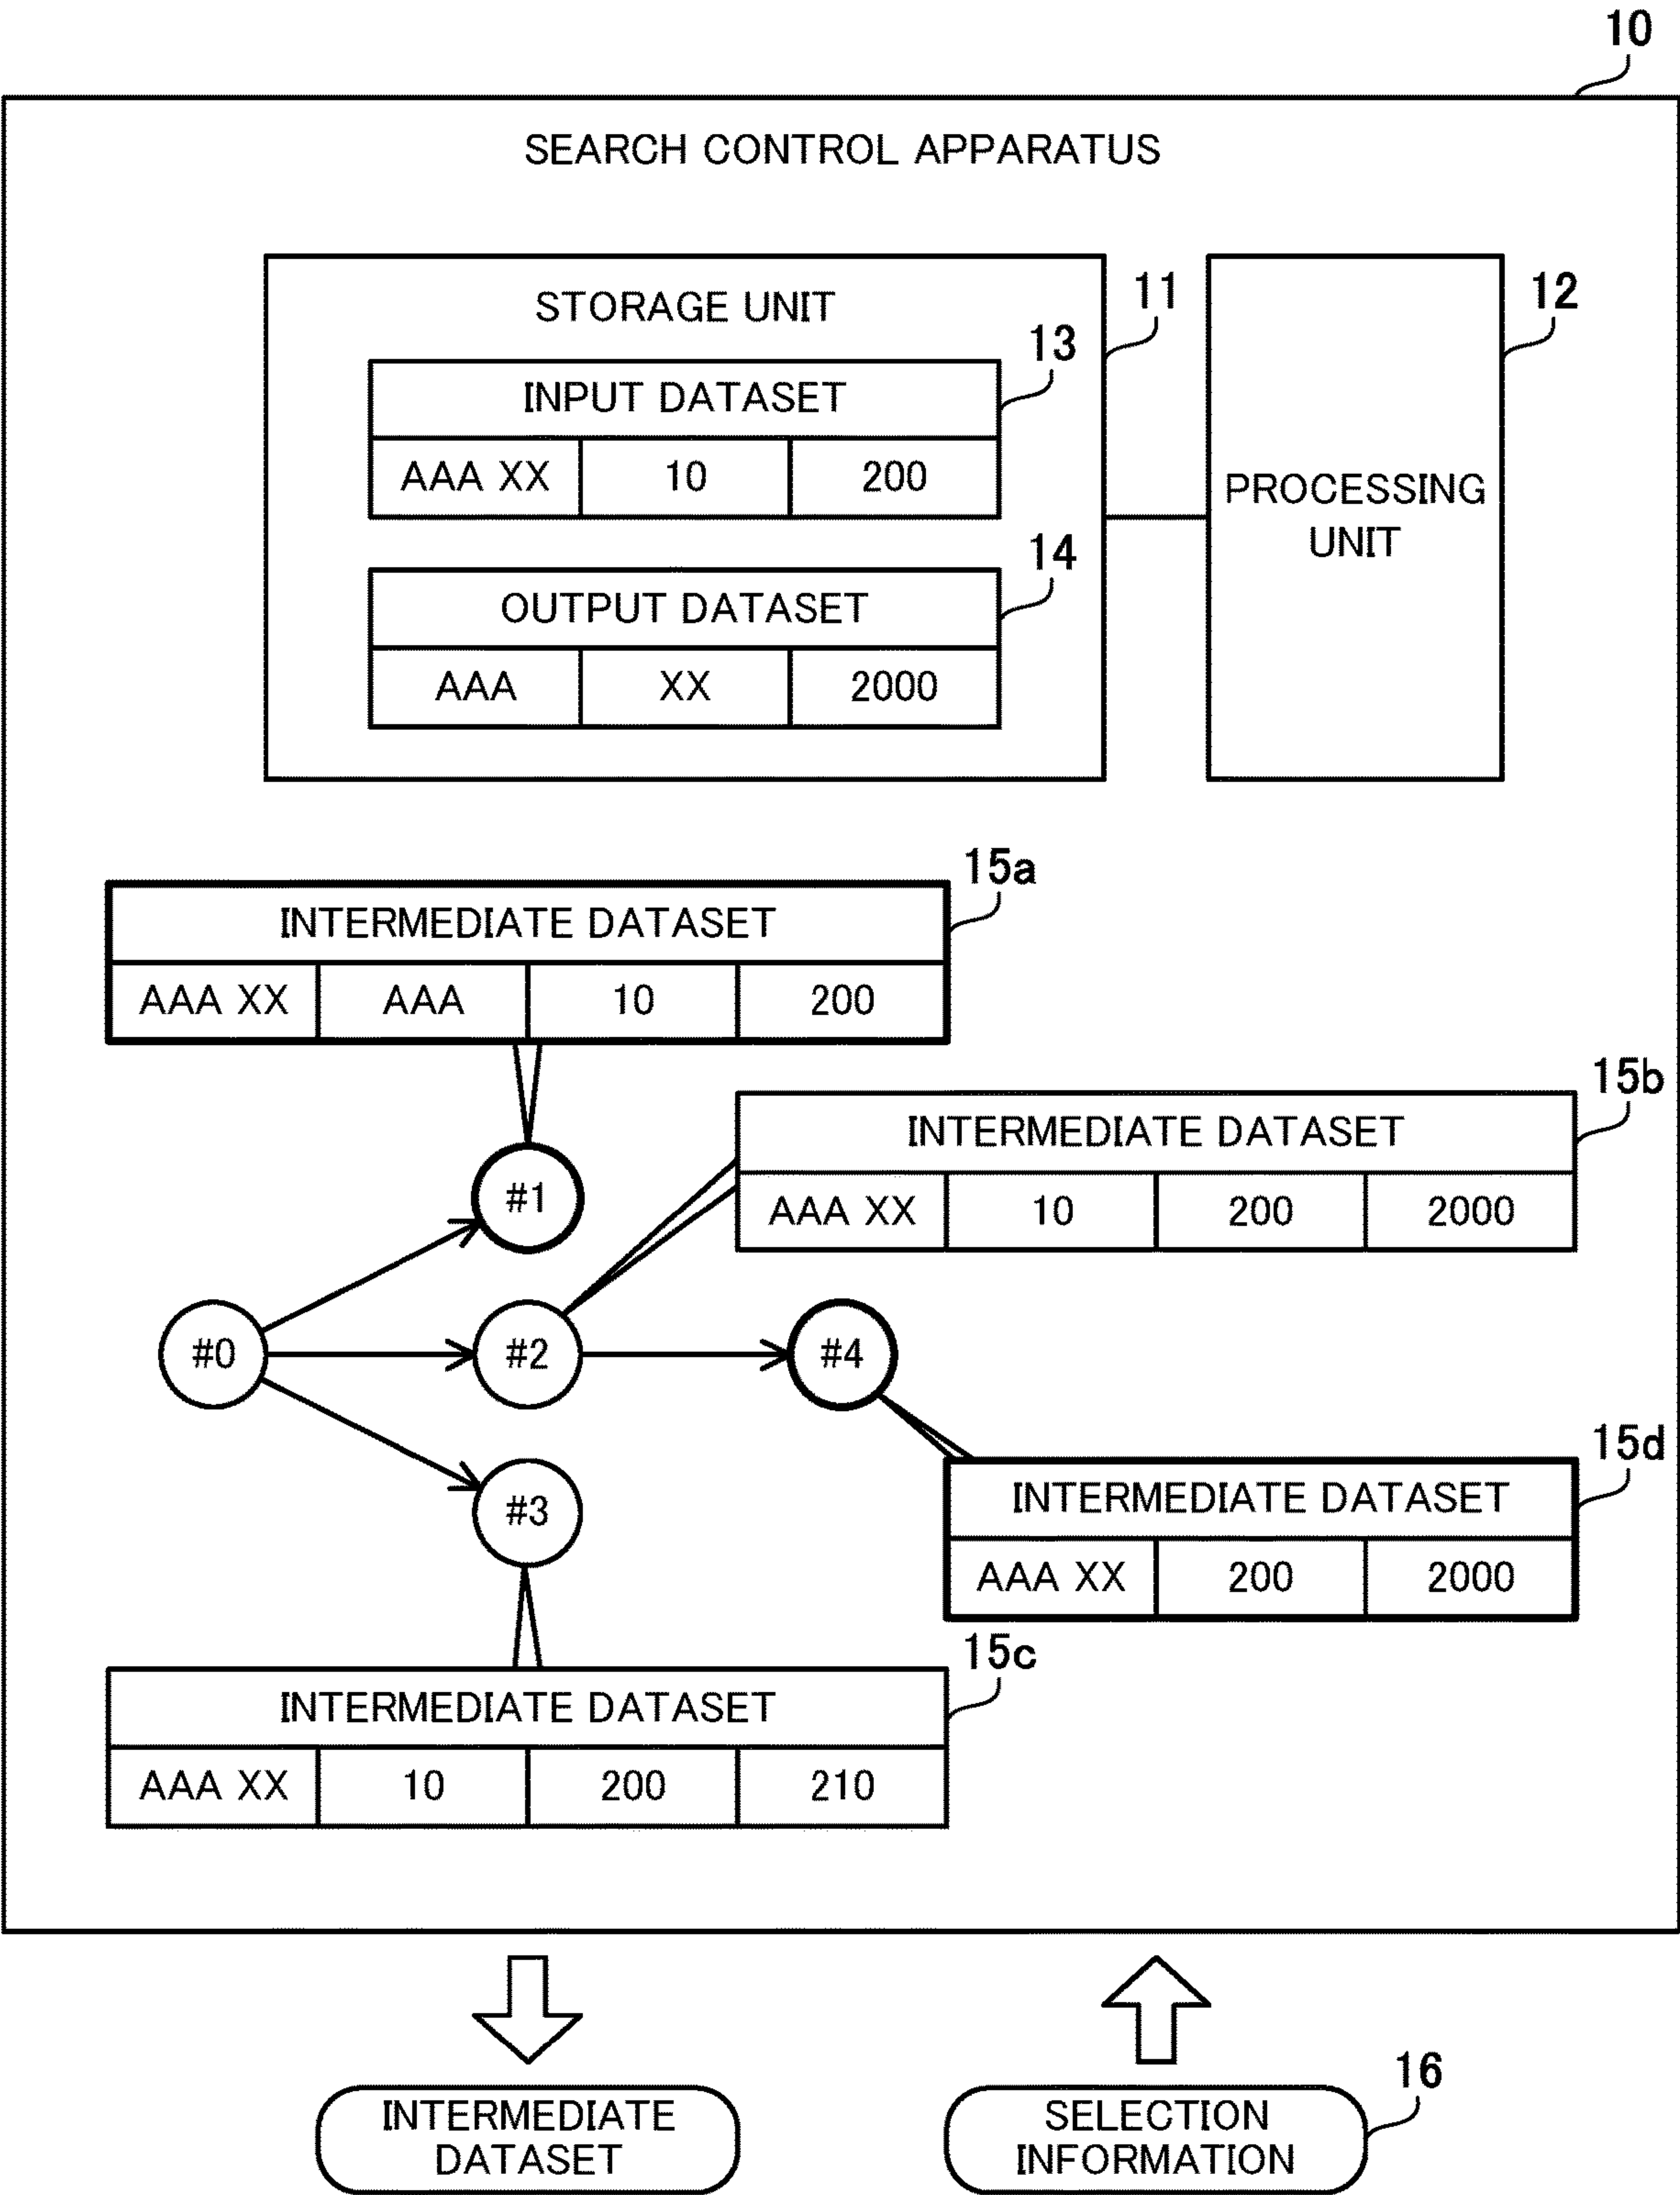 10
SEARCH CONTROL APPARATUS
STORAGE UNIT
11
12
13
INPUT DATASET
AAA XX 10 200
PROCESSING
UNIT
14
OUTPUT DATASET
AAA XX 2000
15a
INTERMEDIATE DATASET
AAA XX AAA 10 200
15b
INTERMEDIATE DATASET
AAA XX 10 200 2000
#1
#0
#2
#4
#3
15d
INTERMEDIATE DATASET
AAA XX 200 2000
15c
INTERMEDIATE DATASET
AAA XX 10 200 210
INTERMEDIATE
DATASET
16
SELECTION
INFORMATION